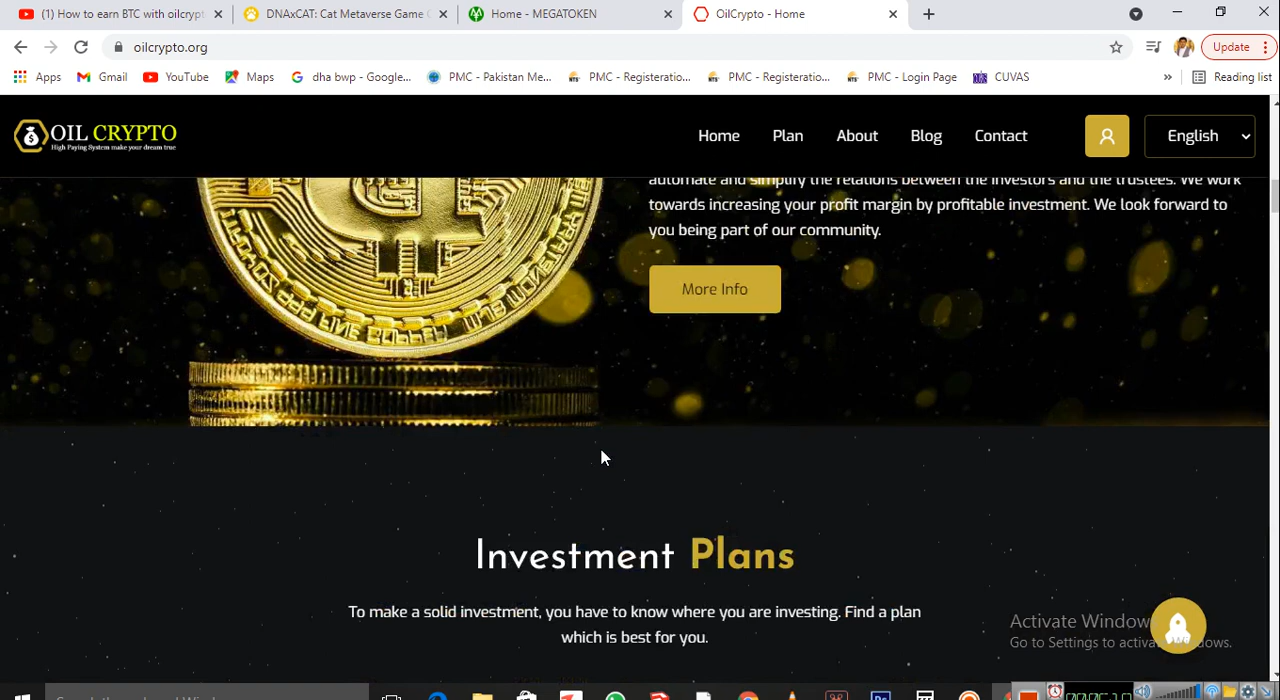 (1) How to earn BTC with oilcrypt
DNAxCAT: Cat Metaverse Game
Home - MEGATOKEN
OilCrypto - Home
oilcrypto.org
Update
Apps
Gmail
YouTube
Maps
dha bwp - Google...
PMC - Pakistan Me...
PMC - Registeratio...
PMC - Registeratio...
PMC - Login Page
CUVAS
»
Reading list
OIL CRYPTO
High Paying System make your dream true
Home
Plan
About
Blog
Contact
English
automate and simplify the relations between the investors and the trustees. We work
towards increasing your profit margin by profitable investment. We look forward to
you being part of our community.
More Info
Investment Plans
To make a solid investment, you have to know where you are investing. Find a plan
which is best for you.
Activate Windows
Go to Settings to activate Windows.